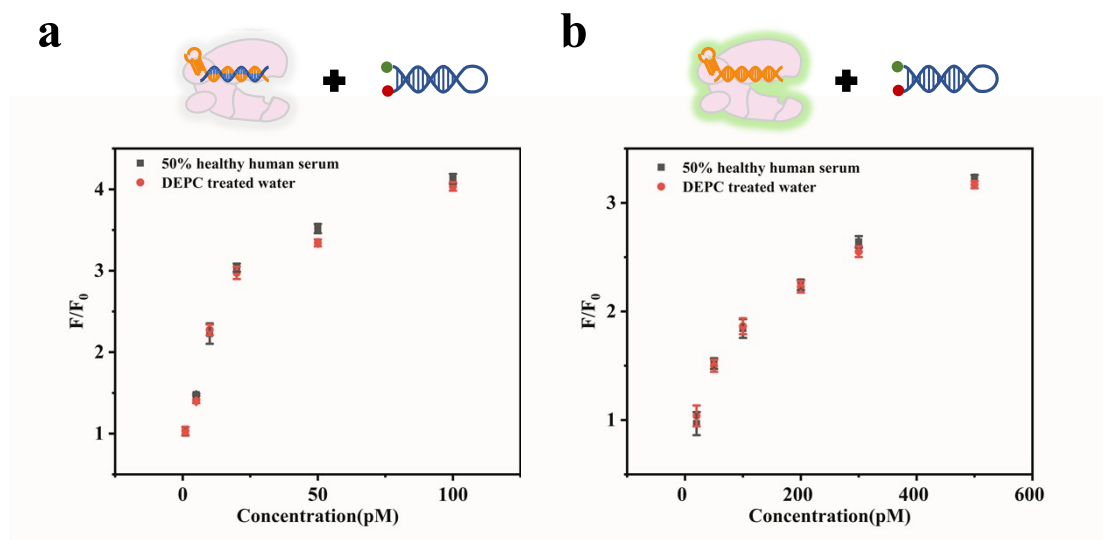 a
b
50% healthy human serum
DEPC treated water
4
3
2
1
F/F0
0
50
100
Concentration(pM)
50% healthy human serum
DEPC treated water
3
2
1
F/F0
0
200
400
600
Concentration(pM)